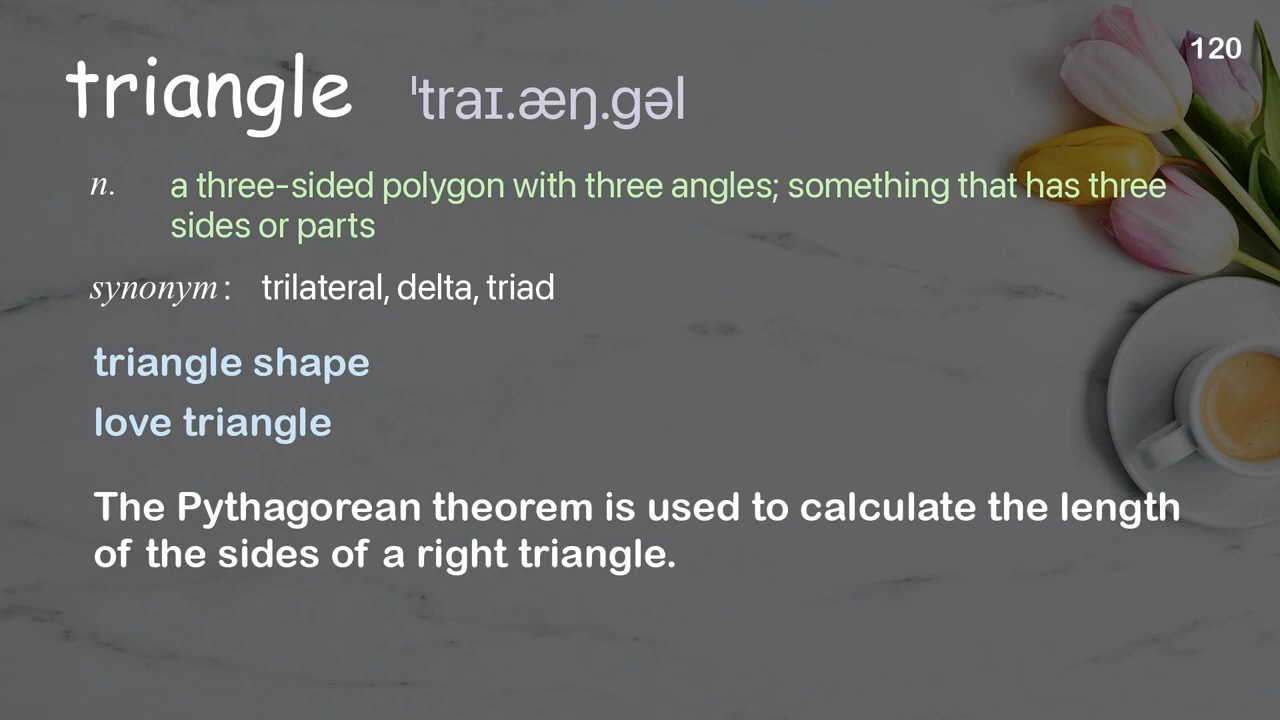 120
triangle ˈtraɪ.æŋ.gəl
n. a three-sided polygon with three angles; something that has three
sides or parts
synonym: trilateral, delta, triad
triangle shape
love triangle
The Pythagorean theorem is used to calculate the length
of the sides of a right triangle.